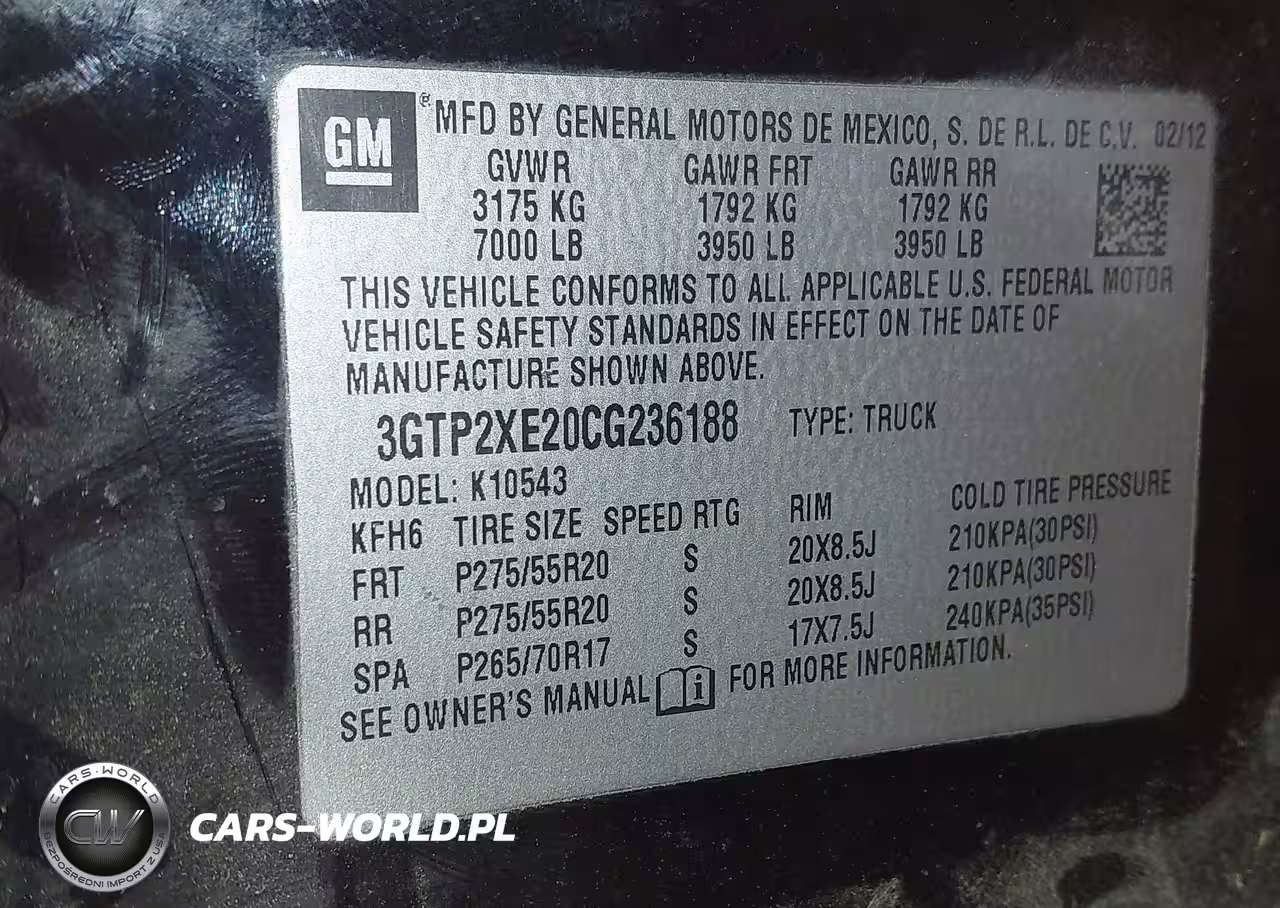 GM ® MFD BY GENERAL MOTORS DE MEXICO, S. DE R.L. DE C.V. 02/12
GVWR GAWR FRT GAWR RR
3175 KG 1792 KG 1792 KG
7000 LB 3950 LB 3950 LB
THIS VEHICLE CONFORMS TO ALL APPLICABLE U.S. FEDERAL MOTOR
VEHICLE SAFETY STANDARDS IN EFFECT ON THE DATE OF
MANUFACTURE SHOWN ABOVE.
3GTP2XE20CG236188 TYPE: TRUCK
MODEL: K10543
KFH6 TIRE SIZE SPEED RTG RIM COLD TIRE PRESSURE
FRT P275/55R20 S 20X8.5J 210KPA(30PSI)
RR P275/55R20 S 20X8.5J 210KPA(30PSI)
SPA P265/70R17 S 17X7.5J 240KPA(35PSI)
SEE OWNER'S MANUAL i FOR MORE INFORMATION.
CARS-WORLD
CW
BEZPOŚREDNI IMPORT Z USA
CARS-WORLD.PL